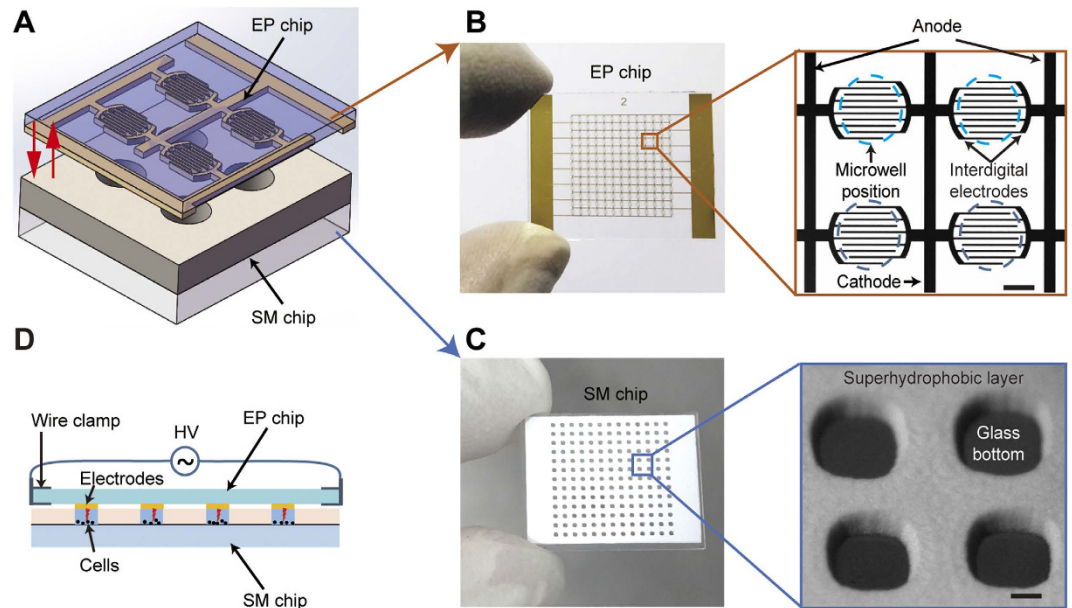 A
EP chip
SM chip
B
EP chip
2
Anode
Microwell
position
Interdigital
electrodes
Cathode
C
SM chip
Superhydrophobic layer
Glass
bottom
D
Wire clamp
HV
EP chip
Electrodes
Cells
SM chip